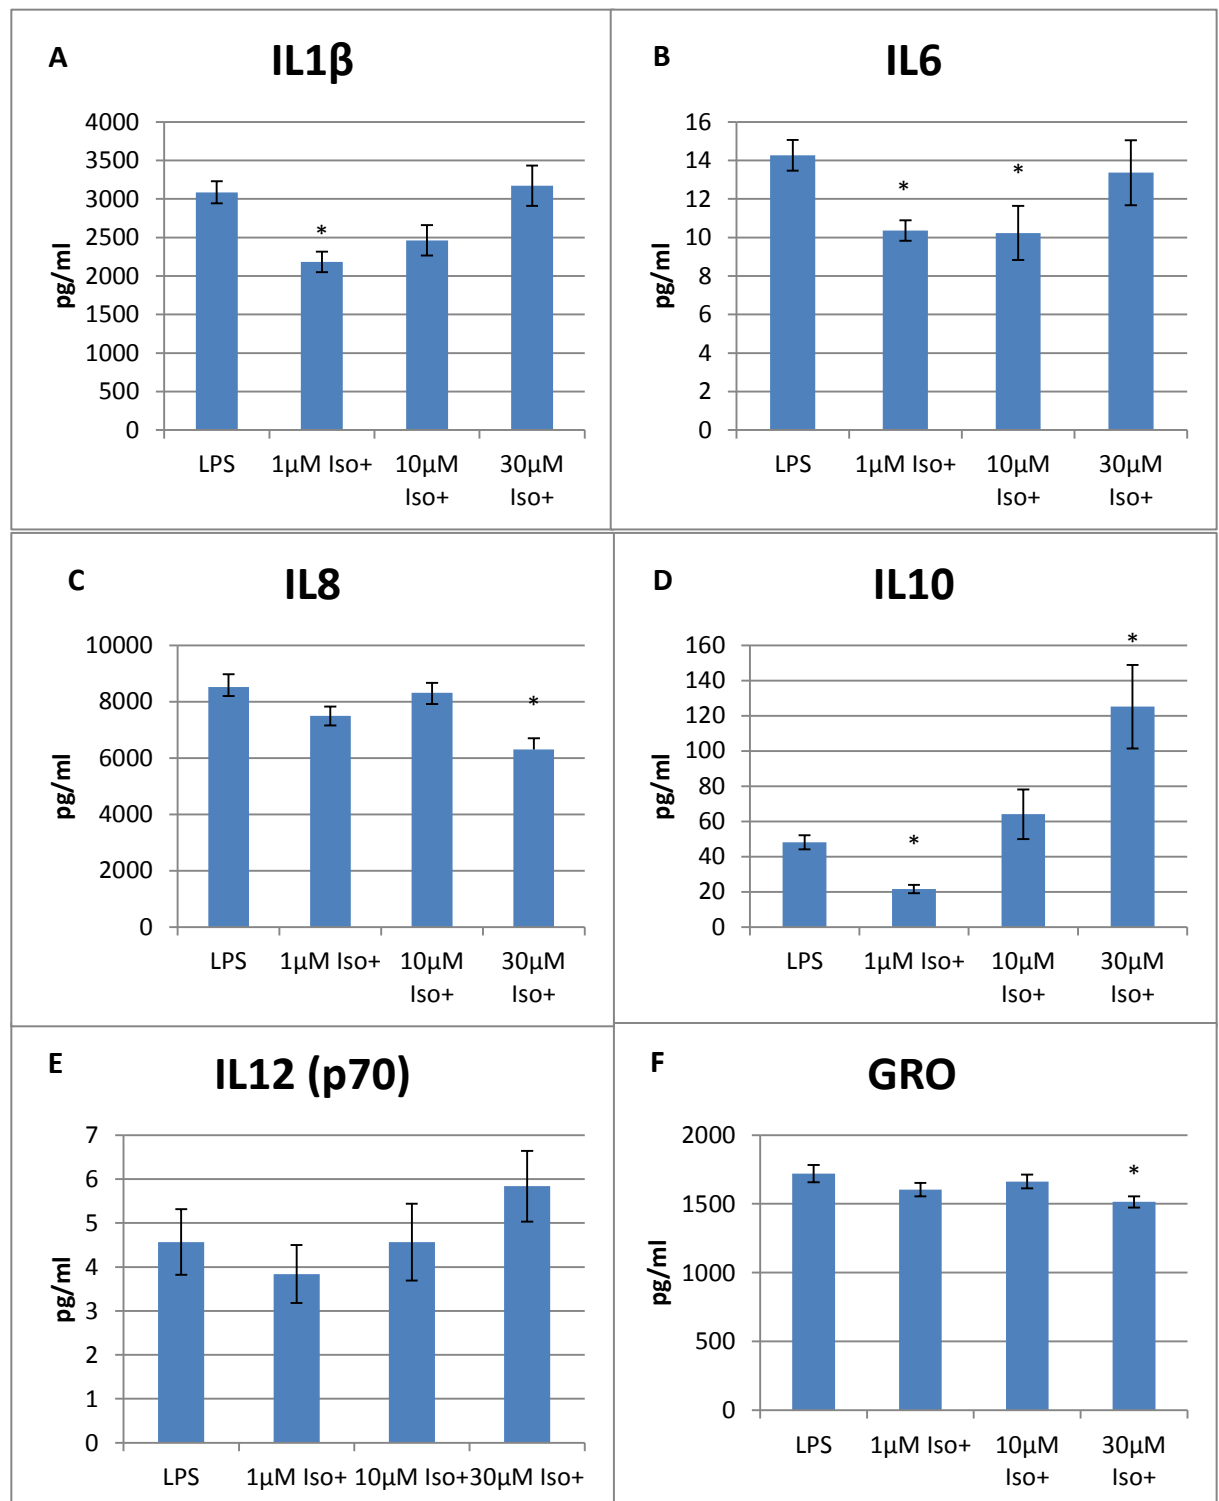 A
IL1β
pg/ml
4000
3500
3000
2500
2000
1500
1000
500
0
*
LPS
1μM Iso+
10μM
Iso+
30μM
Iso+
B
IL6
pg/ml
16
14
12
10
8
6
4
2
0
*
*
LPS
1μM Iso+
10μM
Iso+
30μM
Iso+
C
IL8
pg/ml
10000
8000
6000
4000
2000
0
*
LPS
1μM Iso+
10μM
Iso+
30μM
Iso+
D
IL10
pg/ml
160
140
120
100
80
60
40
20
0
*
*
LPS
1μM Iso+
10μM
Iso+
30μM
Iso+
E
IL12 (p70)
pg/ml
7
6
5
4
3
2
1
0
LPS
1μM Iso+
10μM Iso+
30μM Iso+
F
GRO
pg/ml
2000
1500
1000
500
0
*
LPS
1μM Iso+
10μM
Iso+
30μM
Iso+